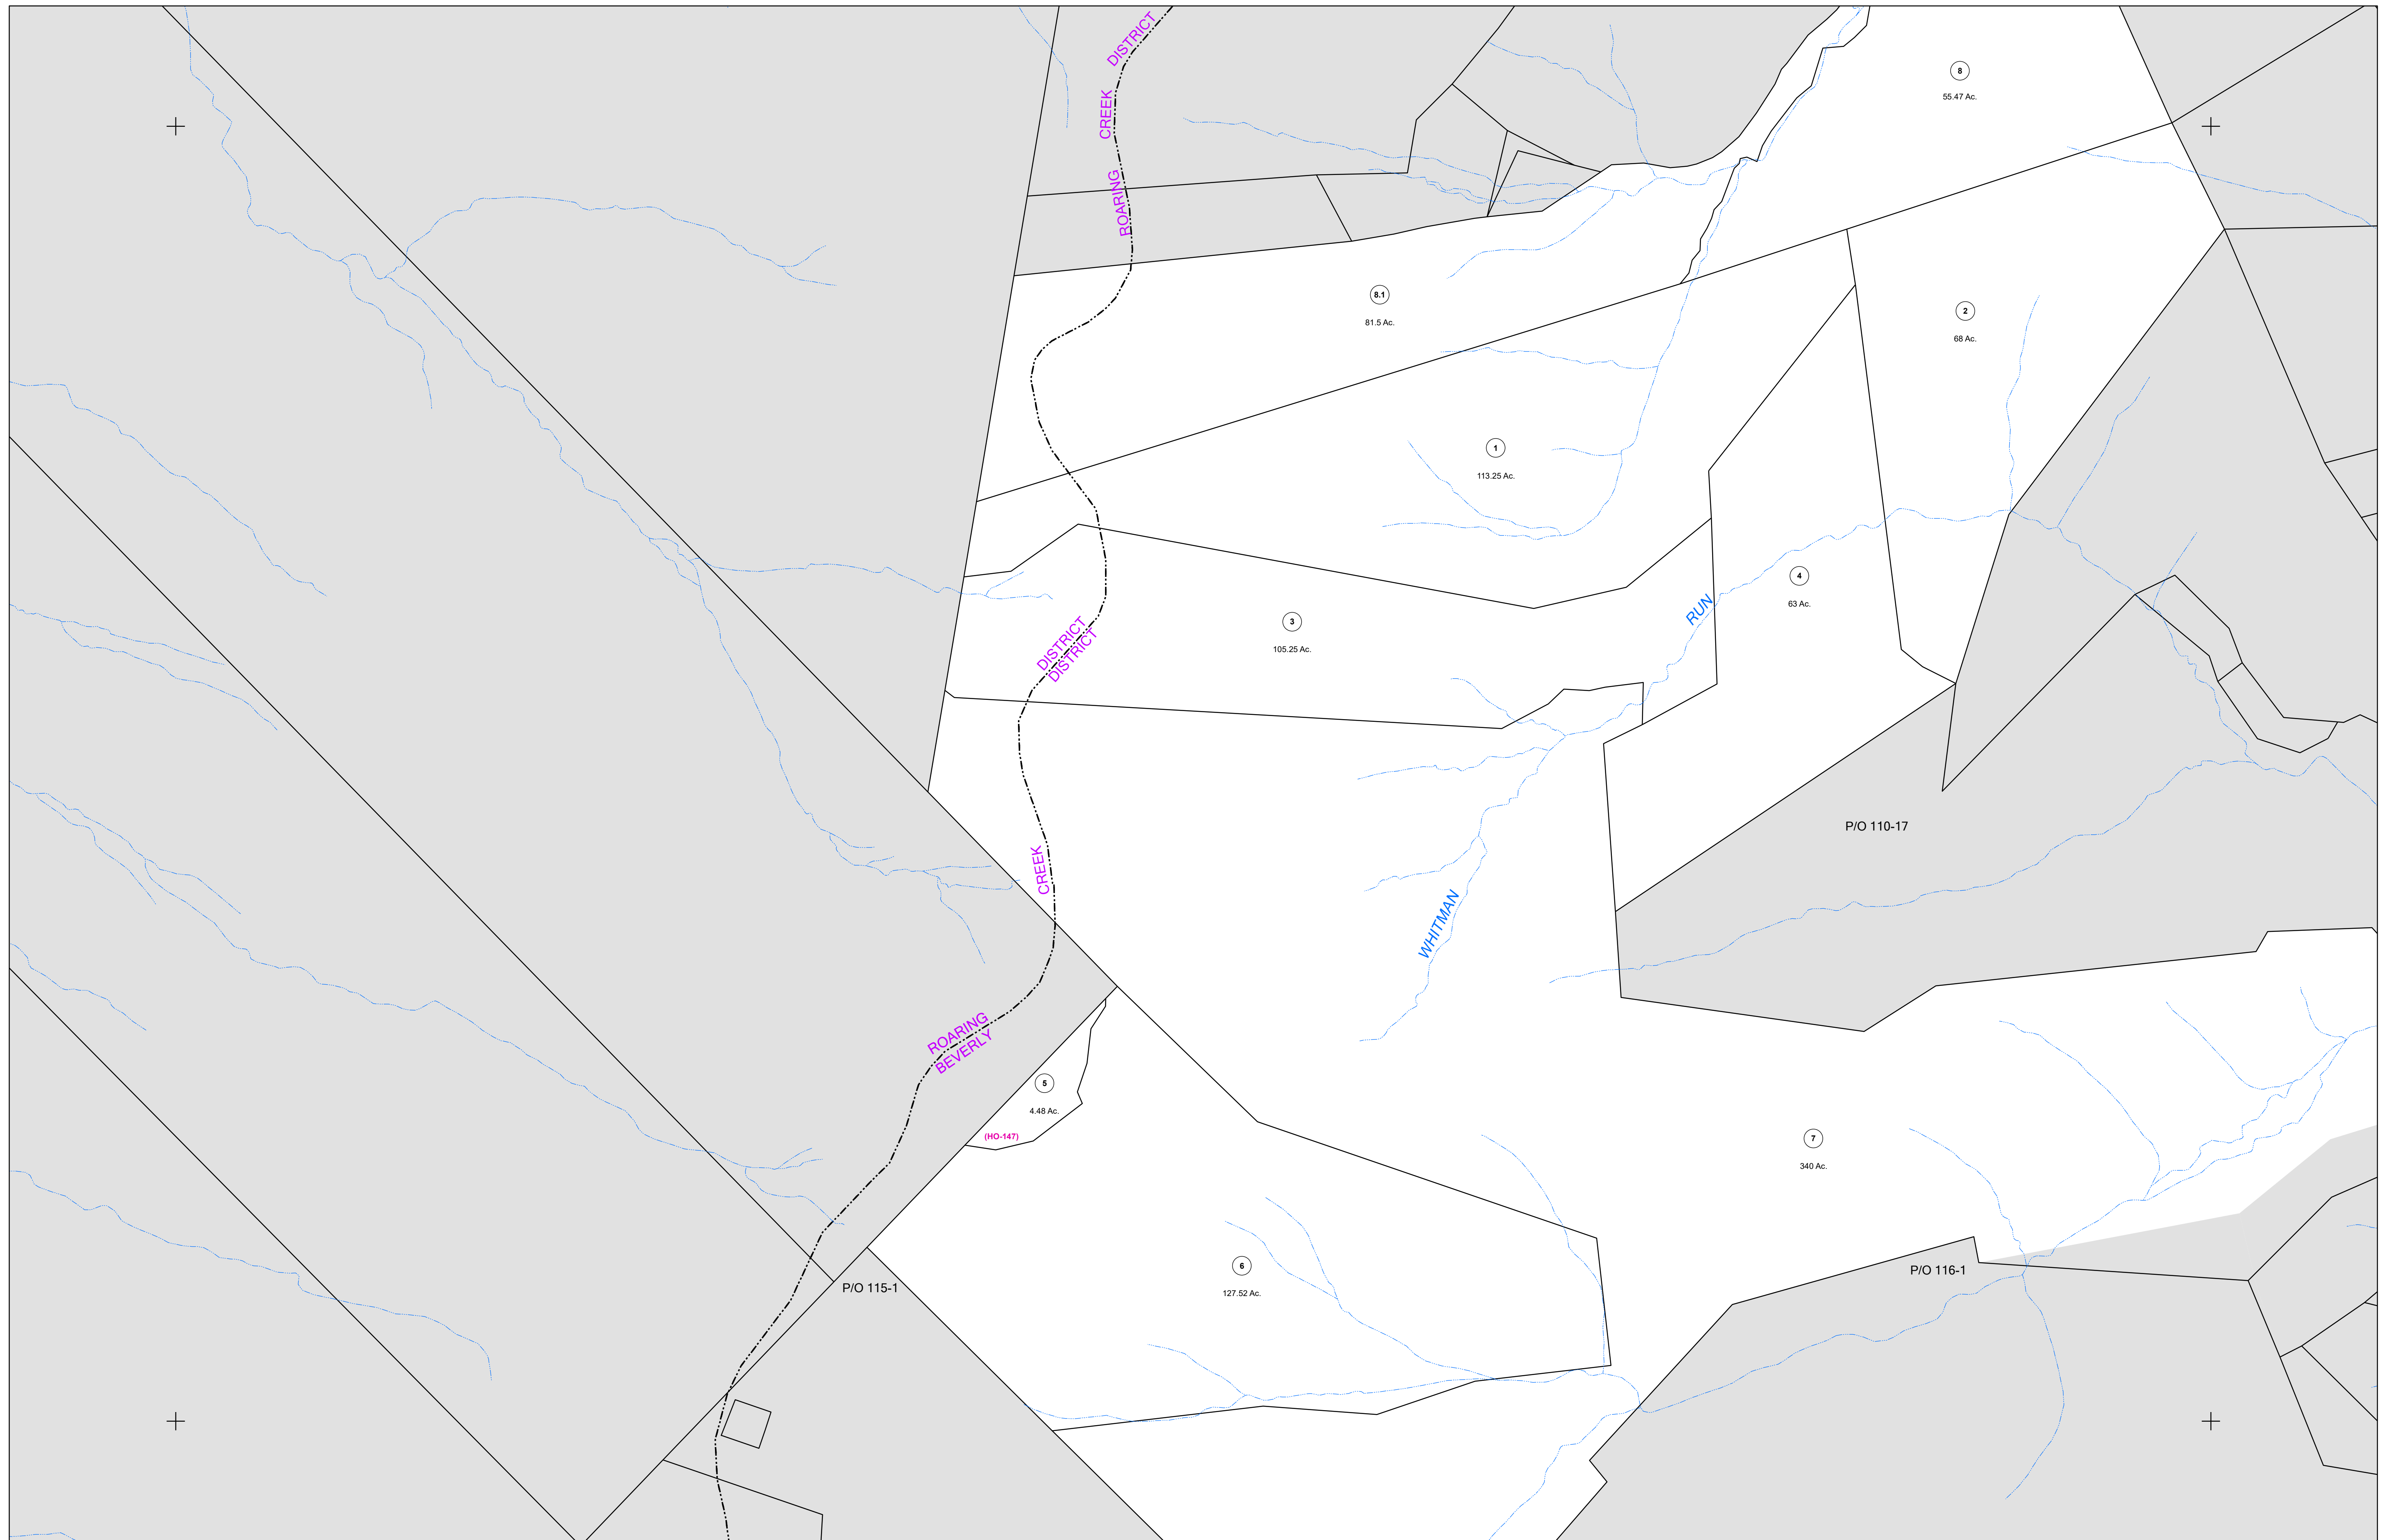 DISTRICT
CREEK
ROARING
8
55.47 Ac.
8.1
81.5 Ac.
2
68 Ac.
1
113.25 Ac.
4
63 Ac.
3
105.25 Ac.
RUN
DISTRICT
DISTRICT
P/O 110-17
CREEK
WHITMAN
ROARING
BEVERLY
5
4.48 Ac.
(HO-147)
7
340 Ac.
6
127.52 Ac.
P/O 116-1
P/O 115-1